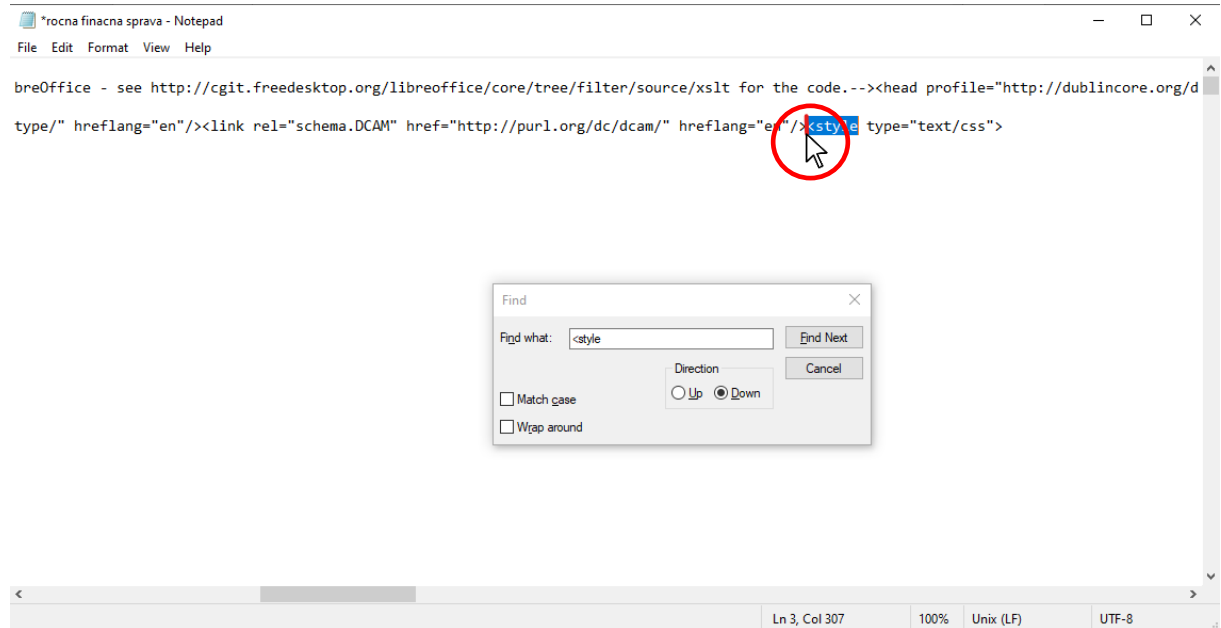 *rocna finacna sprava - Notepad
File Edit Format View Help
breOffice - see http://cgit.freedesktop.org/libreoffice/core/tree/filter/source/xslt for the code.--><head profile="http://dublincore.org/d
type/" hreflang="en"/><link rel="schema.DCAM" href="http://purl.org/dc/dcam/" hreflang="en"/><style type="text/css">
Find
Find what: <style
Find Next
Direction
Cancel
Up Down
Match case
Wrap around
Ln 3, Col 307 100% Unix (LF) UTF-8